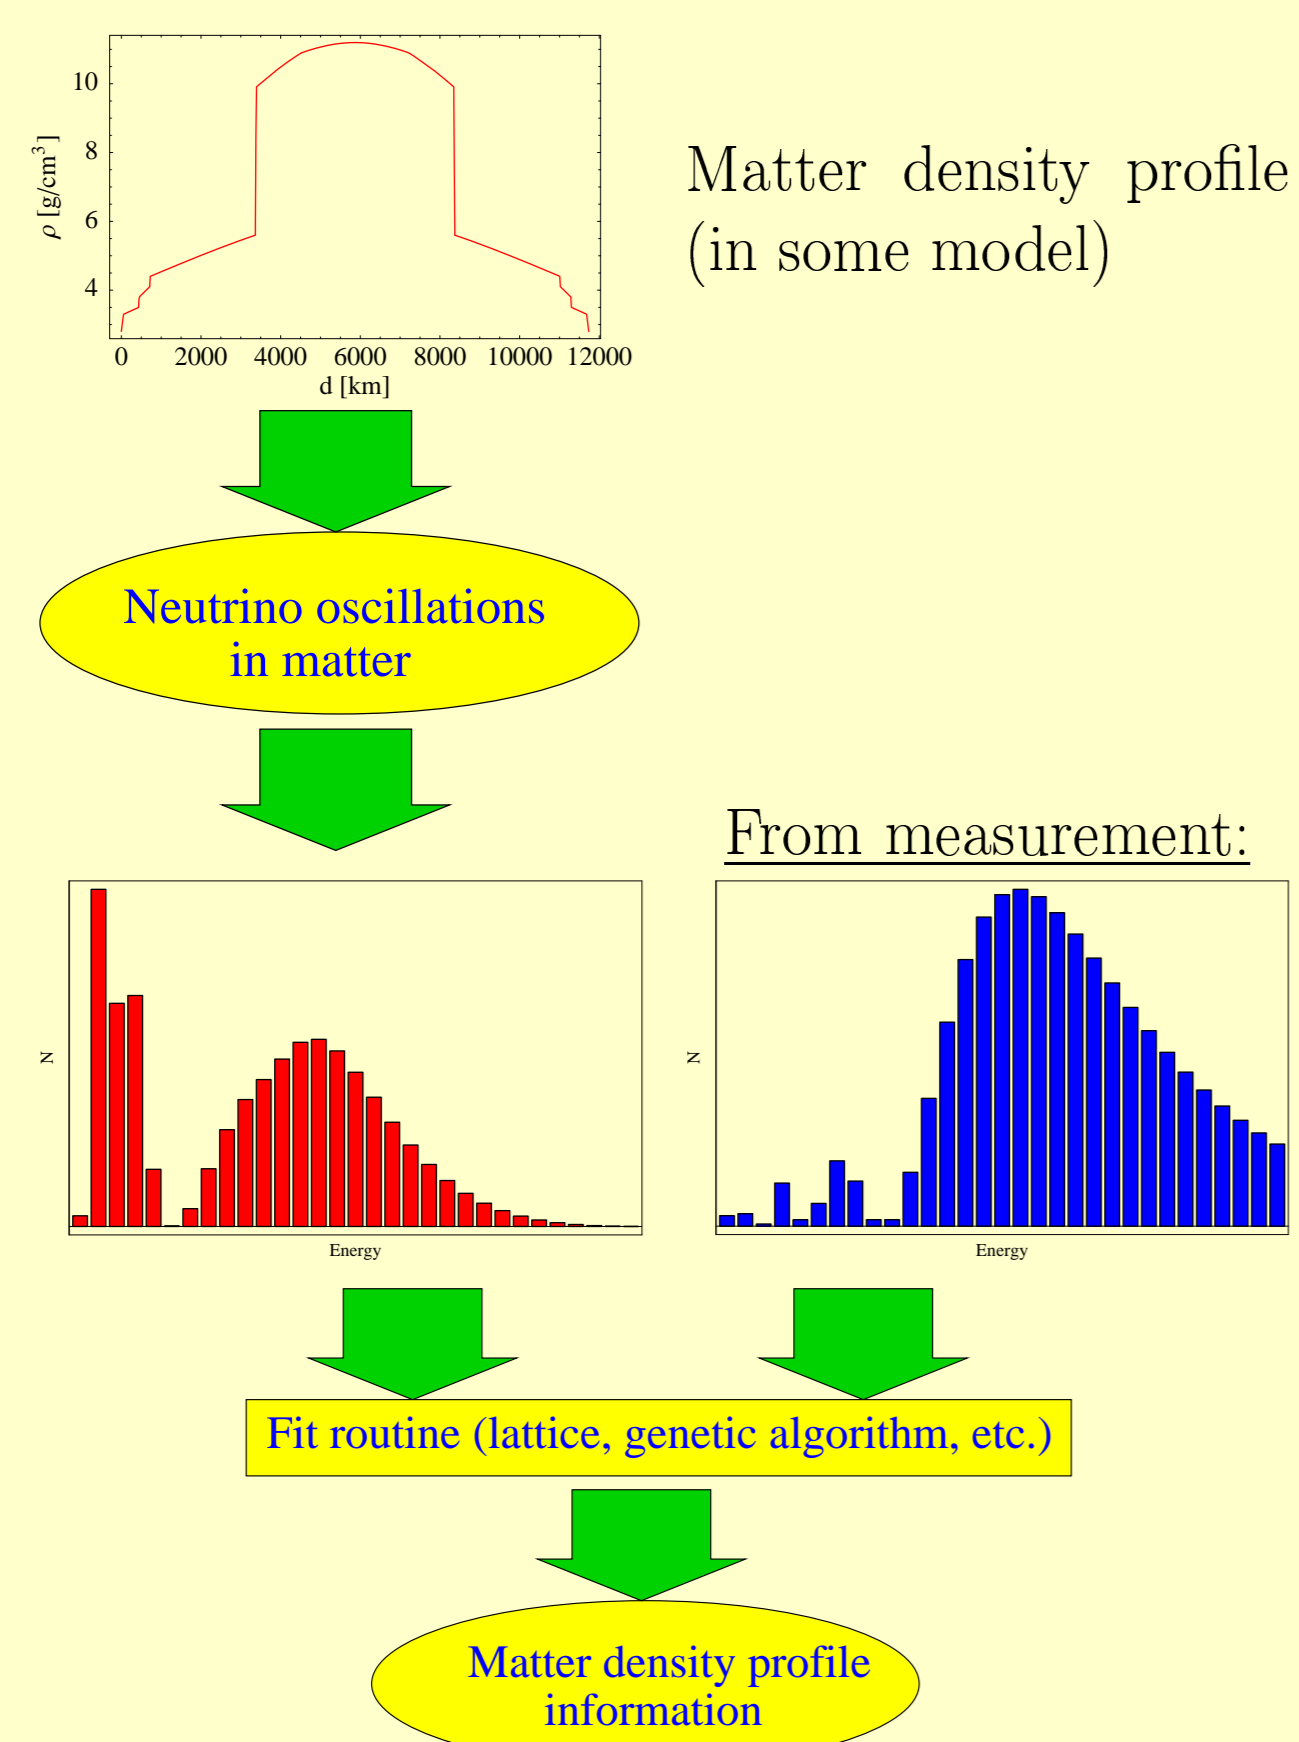 10
8
6
4
ρ [g/cm³]
0 2000 4000 6000 8000 10000 12000
d [km]
Matter density profile
(in some model)
Neutrino oscillations
in matter
From measurement:
N
Energy
N
Energy
Fit routine (lattice, genetic algorithm, etc.)
Matter density profile
information